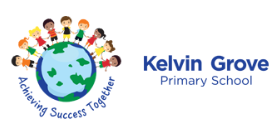 Achieving Success Together
Kelvin Grove
Primary School